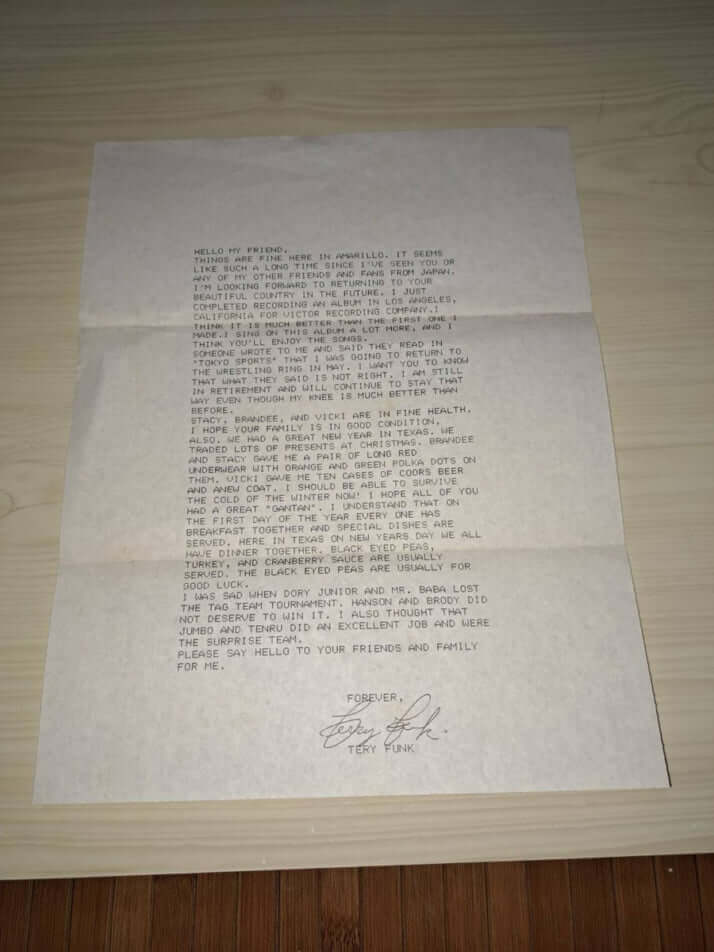 HELLO MY FRIEND,
THINGS ARE FINE HERE IN AMARILLO. IT SEEMS
LIKE SUCH A LONG TIME SINCE I'VE SEEN YOU OR
ANY OF MY OTHER FRIENDS AND FANS FROM JAPAN.
I'M LOOKING FORWARD TO RETURNING TO YOUR
BEAUTIFUL COUNTRY IN THE FUTURE. I JUST
COMPLETED RECORDING AN ALBUM IN LOS ANGELES,
CALIFORNIA FOR VICTOR RECORDING COMPANY.I
THINK IT IS MUCH BETTER THAN THE FIRST ONE I
MADE.I SING ON THIS ALBUM A LOT MORE, AND I
THINK YOU'LL ENJOY THE SONGS.
SOMEONE WROTE TO ME AND SAID THEY READ IN
"TOKYO SPORTS" THAT I WAS GOING TO RETURN TO
THE WRESTLING RING IN MAY. I WANT YOU TO KNOW
THAT WHAT THEY SAID IS NOT RIGHT. I AM STILL
IN RETIREMENT AND WILL CONTINUE TO STAY THAT
WAY EVEN THOUGH MY KNEE IS MUCH BETTER THAN
BEFORE.
STACY, BRANDEE, AND VICKI ARE IN FINE HEALTH.
I HOPE YOUR FAMILY IS IN GOOD CONDITION,
ALSO. WE HAD A GREAT NEW YEAR IN TEXAS. WE
TRADED LOTS OF PRESENTS AT CHRISTMAS. BRANDEE
AND STACY GAVE ME A PAIR OF LONG RED
UNDERWEAR WITH ORANGE AND GREEN POLKA DOTS ON
THEM. VICKI GAVE ME TEN CASES OF COORS BEER
AND ANEW COAT. I SHOULD BE ABLE TO SURVIVE
THE COLD OF THE WINTER NOW! I HOPE ALL OF YOU
HAD A GREAT "GANTAN". I UNDERSTAND THAT ON
THE FIRST DAY OF THE YEAR EVERY ONE HAS
BREAKFAST TOGETHER AND SPECIAL DISHES ARE
SERVED. HERE IN TEXAS ON NEW YEARS DAY WE ALL
HAVE DINNER TOGETHER. BLACK EYED PEAS,
TURKEY, AND CRANBERRY SAUCE ARE USUALLY
SERVED. THE BLACK EYED PEAS ARE USUALLY FOR
GOOD LUCK.
I WAS SAD WHEN DORY JUNIOR AND MR. BABA LOST
THE TAG TEAM TOURNAMENT. HANSON AND BRODY DID
NOT DESERVE TO WIN IT. I ALSO THOUGHT THAT
JUMBO AND TENRU DID AN EXCELLENT JOB AND WERE
THE SURPRISE TEAM.
PLEASE SAY HELLO TO YOUR FRIENDS AND FAMILY
FOR ME.
FOREVER,
Terry Funk.
TERY FUNK